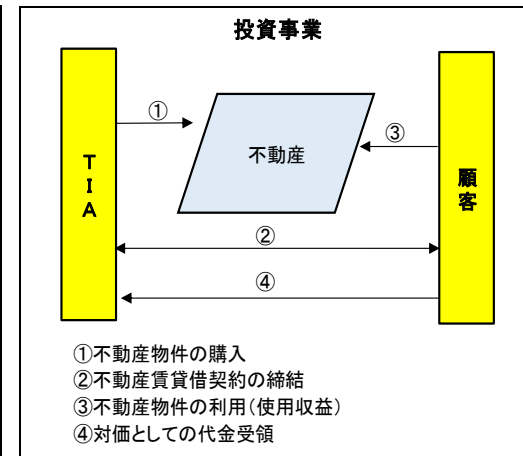 投資事業
①
不動産
③
TIA
顧客
②
④
①不動産物件の購入
②不動産賃貸借契約の締結
③不動産物件の利用（使用収益）
④対価としての代金受領